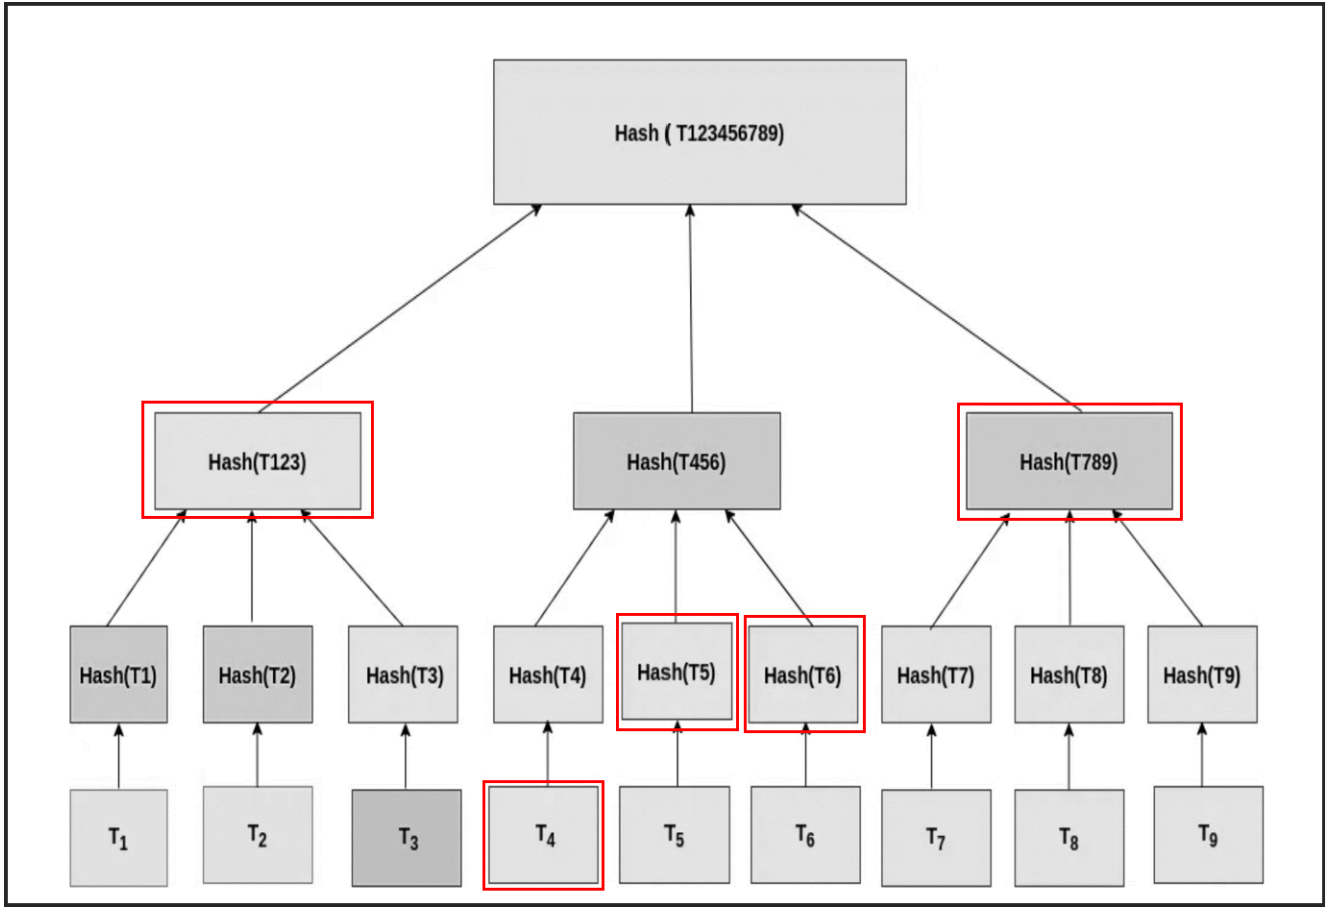 Hash ( T123456789)
Hash(T123)
Hash(T456)
Hash(T789)
Hash(T1)
Hash(T2)
Hash(T3)
Hash(T4)
Hash(T5)
Hash(T6)
Hash(T7)
Hash(T8)
Hash(T9)
T1
T2
T3
T4
T5
T6
T7
T8
T9